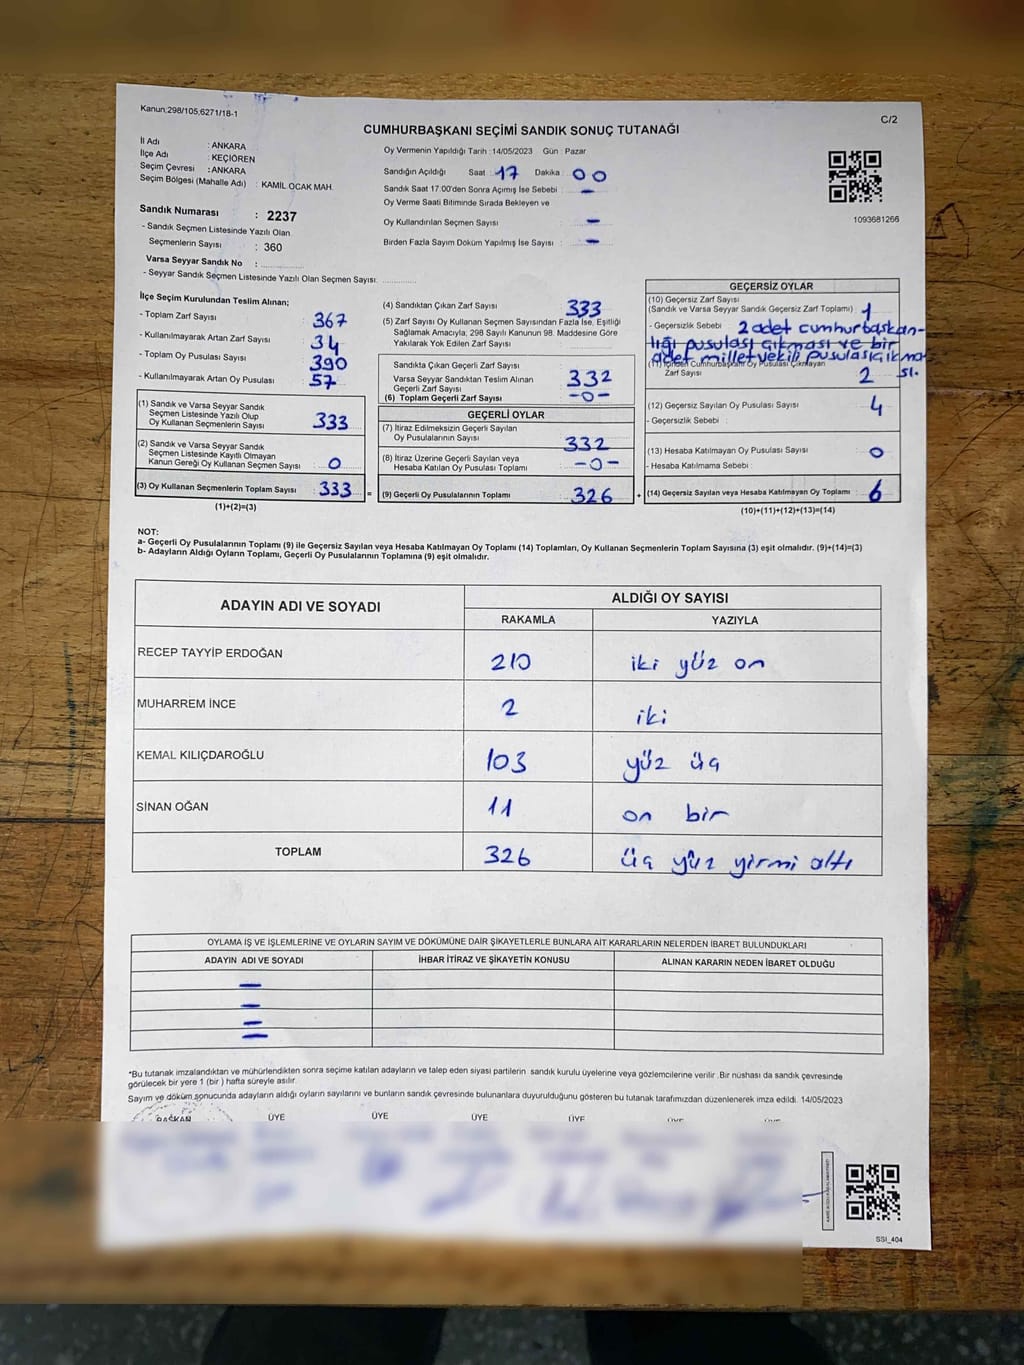 Kanun:298/105,6271/18-1
C/2
CUMHURBAŞKANI SEÇİMİ SANDIK SONUÇ TUTANAĞI
İl Adı : ANKARA
İlçe Adı : KEÇİÖREN
Seçim Çevresi : ANKARA
Seçim Bölgesi (Mahalle Adı) : KAMİL OCAK MAH.
Sandık Numarası : 2237
- Sandık Seçmen Listesinde Yazılı Olan
Seçmenlerin Sayısı : 360
Varsa Seyyar Sandık No : ..............
- Seyyar Sandık Seçmen Listesinde Yazılı Olan Seçmen Sayısı: ..............
Oy Vermenin Yapıldığı Tarih :14/05/2023 Gün : Pazar
Sandığın Açıldığı Saat : 17 Dakika : 00
Sandık Saat 17.00'den Sonra Açımış İse Sebebi : —
Oy Verme Saati Bitiminde Sırada Bekleyen ve
Oy Kullandırılan Seçmen Sayısı : —
Birden Fazla Sayım Döküm Yapılmış İse Sayısı : —
1093681266
İlçe Seçim Kurulundan Teslim Alınan;
- Toplam Zarf Sayısı : 367
- Kullanılmayarak Artan Zarf Sayısı : 34
- Toplam Oy Pusulası Sayısı : 390
- Kullanılmayarak Artan Oy Pusulası : 57
(1) Sandık ve Varsa Seyyar Sandık
Seçmen Listesinde Yazılı Olup
Oy Kullanan Seçmenlerin Sayısı : 333
(2) Sandık ve Varsa Seyyar Sandık
Seçmen Listesinde Kayıtlı Olmayan
Kanun Gereği Oy Kullanan Seçmen Sayısı : 0
(3) Oy Kullanan Seçmenlerin Toplam Sayısı : 333 =
(1)+(2)=(3)
(4) Sandıktan Çıkan Zarf Sayısı : 333
(5) Zarf Sayısı Oy Kullanan Seçmen Sayısından Fazla İse, Eşitliği
Sağlamak Amacıyla, 298 Sayılı Kanunun 98. Maddesine Göre
Yakılarak Yok Edilen Zarf Sayısı :
Sandıkta Çıkan Geçerli Zarf Sayısı : 332
Varsa Seyyar Sandıktan Teslim Alınan
Geçerli Zarf Sayısı : -0-
(6) Toplam Geçerli Zarf Sayısı :
GEÇERLİ OYLAR
(7) İtiraz Edilmeksizin Geçerli Sayılan
Oy Pusulalarının Sayısı : 332
(8) İtiraz Üzerine Geçerli Sayılan veya
Hesaba Katılan Oy Pusulası Toplamı : -0-
(9) Geçerli Oy Pusulalarının Toplamı : 326 +
GEÇERSİZ OYLAR
(10) Geçersiz Zarf Sayısı
(Sandık ve Varsa Seyyar Sandık Geçersiz Zarf Toplamı) : 1
- Geçersizlik Sebebi : 2 adet cumhurbaşkan-
lığı pusulası çıkması ve bir
adet milletvekili pusulası çıkma
sı.
(11) İçinden Cumhurbaşkanı Oy Pusulası Çıkmayan
Zarf Sayısı 2
(12) Geçersiz Sayılan Oy Pusulası Sayısı : 4
- Geçersizlik Sebebi :
(13) Hesaba Katılmayan Oy Pusulası Sayısı : 0
- Hesaba Katılmama Sebebi :
(14) Geçersiz Sayılan veya Hesaba Katılmayan Oy Toplamı : 6
(10)+(11)+(12)+(13)=(14)
NOT:
a- Geçerli Oy Pusulalarının Toplamı (9) ile Geçersiz Sayılan veya Hesaba Katılmayan Oy Toplamı (14) Toplamları, Oy Kullanan Seçmenlerin Toplam Sayısına (3) eşit olmalıdır. (9)+(14)=(3)
b- Adayların Aldığı Oyların Toplamı, Geçerli Oy Pusulalarının Toplamına (9) eşit olmalıdır.
ADAYIN ADI VE SOYADI ALDIĞI OY SAYISI
RAKAMLA YAZIYLA
RECEP TAYYİP ERDOĞAN 210 iki yüz on
MUHARREM İNCE 2 iki
KEMAL KILIÇDAROĞLU 103 yüz üç
SİNAN OĞAN 11 on bir
TOPLAM 326 üç yüz yirmi altı
OYLAMA İŞ VE İŞLEMLERİNE VE OYLARIN SAYIM VE DÖKÜMÜNE DAİR ŞİKAYETLERLE BUNLARA AİT KARARLARIN NELERDEN İBARET BULUNDUKLARI
ADAYIN ADI VE SOYADI İHBAR İTİRAZ VE ŞİKAYETİN KONUSU ALINAN KARARIN NEDEN İBARET OLDUĞU
—
—
—
—
*Bu tutanak imzalandıktan ve mühürlendikten sonra seçime katılan adayların ve talep eden siyasi partilerin sandık kurulu üyelerine veya gözlemcilerine verilir. Bir nüshası da sandık çevresinde
görülecek bir yere 1 (bir) hafta süreyle asılır.
Sayım ve döküm sonucunda adayların aldığı oyların sayılarını ve bunların sandık çevresinde bulunanlara duyurulduğunu gösteren bu tutanak tarafımızdan düzenlenerek imza edildi. 14/05/2023
BAŞKAN ÜYE ÜYE ÜYE ÜYE ÜYE ÜYE
SSI_404